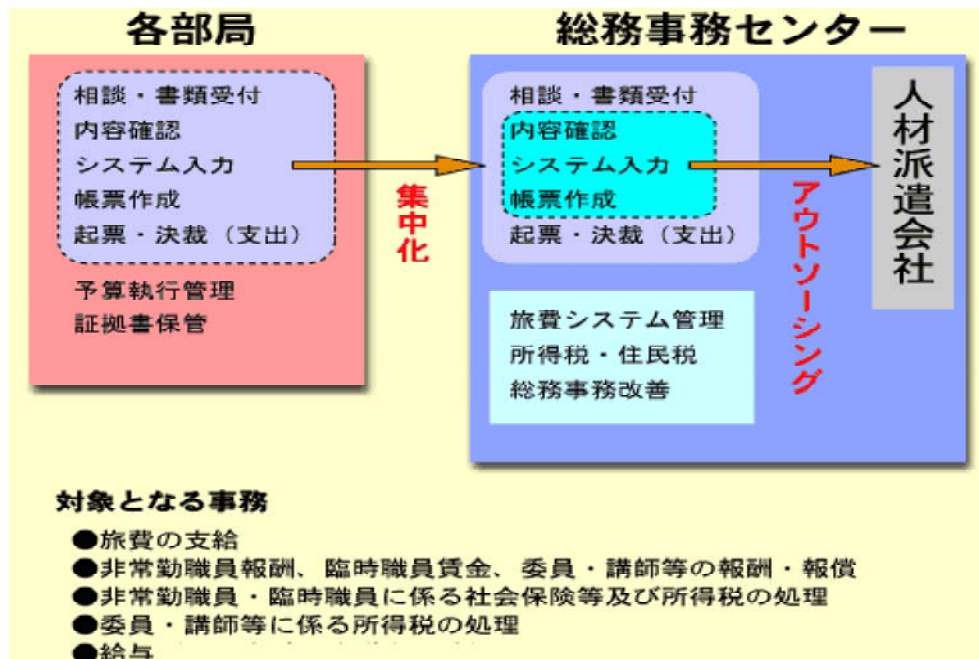 各部局
相談・書類受付
内容確認
システム入力
帳票作成
起票・決裁（支出）
予算執行管理
証拠書保管
集中化
総務事務センター
相談・書類受付
内容確認
システム入力
帳票作成
起票・決裁（支出）
旅費システム管理
所得税・住民税
総務事務改善
アウトソーシング
人材派遣会社
対象となる事務
●旅費の支給
●非常勤職員報酬、臨時職員賃金、委員・講師等の報酬・報償
●非常勤職員・臨時職員に係る社会保険等及び所得税の処理
●委員・講師等に係る所得税の処理
●給与